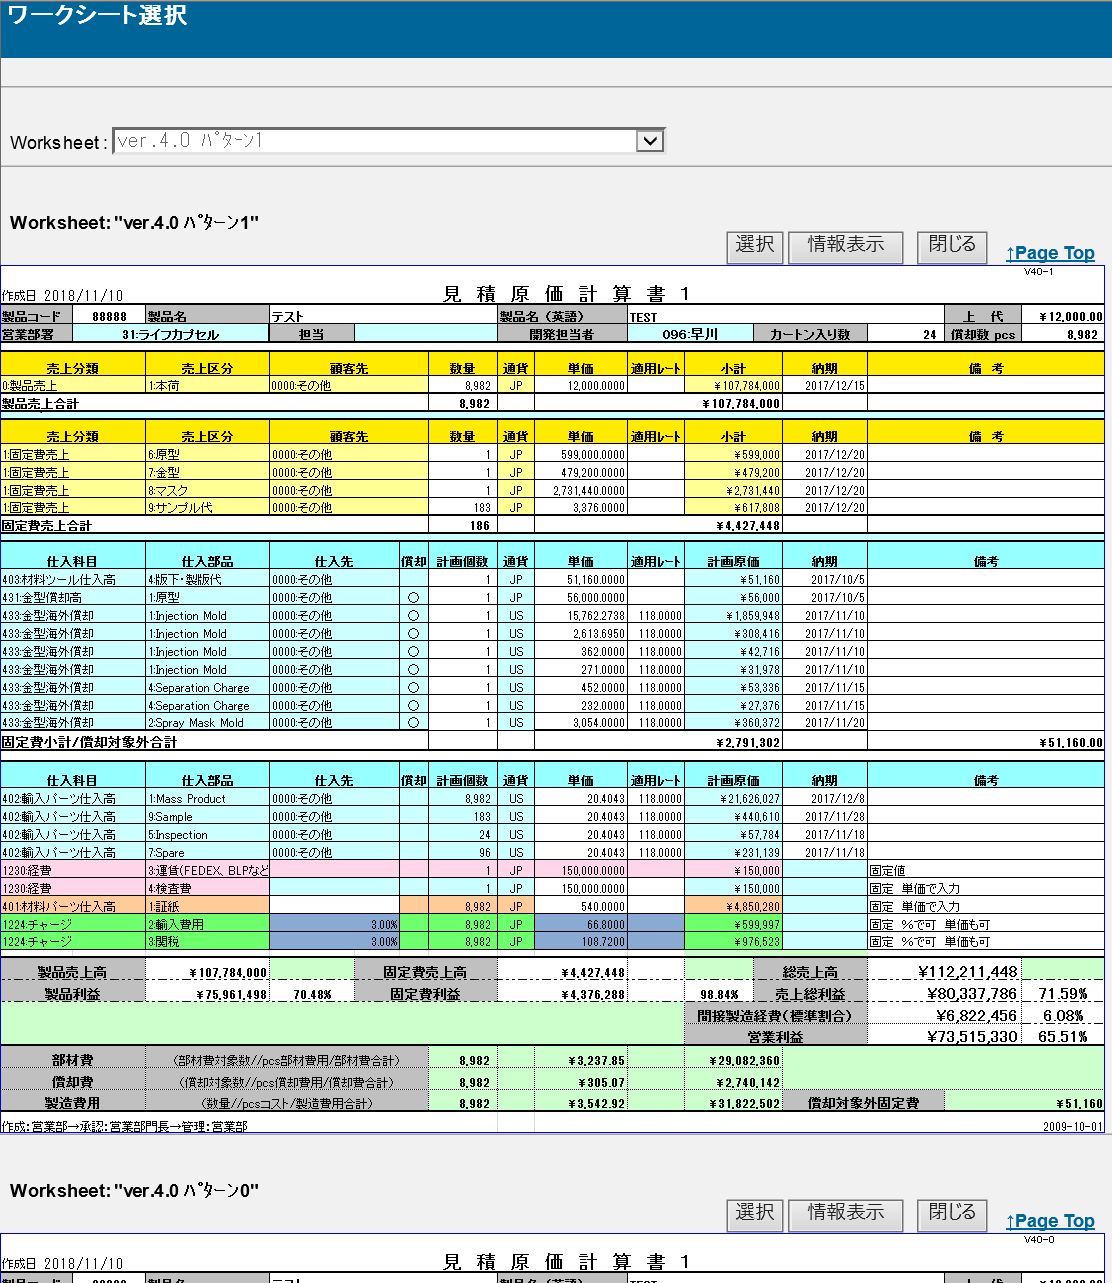 ワークシート選択
Worksheet : ver.4.0 ﾊﾟﾀｰﾝ1
Worksheet: "ver.4.0 ﾊﾟﾀｰﾝ1"
選択 情報表示 閉じる ↑Page Top
V40-1
作成日 2018/11/10 見 積 原 価 計 算 書 1
製品コード 88888 製品名 テスト 製品名（英語） TEST 上 代 ¥12,000.00
営業部署 31:ライフカプセル 担当 開発担当者 096:早川 カートン入り数 24 償却数 pcs 8,982
売上分類 売上区分 顧客先 数量 通貨 単価 適用レート 小計 納期 備 考
0:製品売上 1:本荷 0000:その他 8,982 JP 12,000.0000 ¥107,784,000 2017/12/15
製品売上合計 8,982 ¥107,784,000
売上分類 売上区分 顧客先 数量 通貨 単価 適用レート 小計 納期 備 考
1:固定費売上 6:原型 0000:その他 1 JP 599,000.0000 ¥599,000 2017/12/20
1:固定費売上 7:金型 0000:その他 1 JP 479,200.0000 ¥479,200 2017/12/20
1:固定費売上 8:マスク 0000:その他 1 JP 2,731,440.0000 ¥2,731,440 2017/12/20
1:固定費売上 9:サンプル代 0000:その他 183 JP 3,376.0000 ¥617,808 2017/12/20
固定費売上合計 186 ¥4,427,448
仕入科目 仕入部品 仕入先 償却 計画個数 通貨 単価 適用レート 計画原価 納期 備考
403:材料ツール仕入高 4:版下・製版代 0000:その他 1 JP 51,160.0000 ¥51,160 2017/10/5
431:金型償却高 1:原型 0000:その他 ○ 1 JP 56,000.0000 ¥56,000 2017/10/5
433:金型海外償却 1:Injection Mold 0000:その他 ○ 1 US 15,762.2738 118.0000 ¥1,859,948 2017/11/10
433:金型海外償却 1:Injection Mold 0000:その他 ○ 1 US 2,613.6950 118.0000 ¥308,416 2017/11/10
433:金型海外償却 1:Injection Mold 0000:その他 ○ 1 US 362.0000 118.0000 ¥42,716 2017/11/10
433:金型海外償却 1:Injection Mold 0000:その他 ○ 1 US 271.0000 118.0000 ¥31,978 2017/11/10
433:金型海外償却 4:Separation Charge 0000:その他 ○ 1 US 452.0000 118.0000 ¥53,336 2017/11/15
433:金型海外償却 4:Separation Charge 0000:その他 ○ 1 US 232.0000 118.0000 ¥27,376 2017/11/15
433:金型海外償却 2:Spray Mask Mold 0000:その他 ○ 1 US 3,054.0000 118.0000 ¥360,372 2017/11/20
固定費小計/償却対象外合計 ¥2,791,302 ¥51,160.00
仕入科目 仕入部品 仕入先 償却 計画個数 通貨 単価 適用レート 計画原価 納期 備考
402:輸入パーツ仕入高 1:Mass Product 0000:その他 8,982 US 20.4043 118.0000 ¥21,626,027 2017/12/8
402:輸入パーツ仕入高 9:Sample 0000:その他 183 US 20.4043 118.0000 ¥440,610 2017/11/28
402:輸入パーツ仕入高 5:Inspection 0000:その他 24 US 20.4043 118.0000 ¥57,784 2017/11/18
402:輸入パーツ仕入高 7:Spare 0000:その他 96 US 20.4043 118.0000 ¥231,139 2017/11/18
1230:経費 3:運賃(FEDEX、BLPなど 1 JP 150,000.0000 ¥150,000 固定値
1230:経費 4:検査費 1 JP 150,000.0000 ¥150,000 固定 単価で入力
401:材料パーツ仕入高 1:証紙 8,982 JP 540.0000 ¥4,850,280 固定 単価で入力
1224:チャージ 2:輸入費用 3.00% 8,982 JP 66.8000 ¥599,997 固定 %で可 単価も可
1224:チャージ 3:関税 3.00% 8,982 JP 108.7200 ¥976,523 固定 %で可 単価も可
製品売上高 ¥107,784,000 固定費売上高 ¥4,427,448 総売上高 ¥112,211,448
製品利益 ¥75,961,498 70.48% 固定費利益 ¥4,376,288 98.84% 売上総利益 ¥80,337,786 71.59%
間接製造経費(標準割合) ¥6,822,456 6.08%
営業利益 ¥73,515,330 65.51%
部材費 (部材費対象数//pcs部材費用/部材費合計) 8,982 ¥3,237.85 ¥29,082,360
償却費 (償却対象数//pcs償却費用/償却費合計) 8,982 ¥305.07 ¥2,740,142
製造費用 (数量//pcsコスト/製造費用合計) 8,982 ¥3,542.92 ¥31,822,502 償却対象外固定費 ¥51,160
作成：営業部→承認：営業部門長→管理：営業部 2009-10-01
Worksheet: "ver.4.0 ﾊﾟﾀｰﾝ0"
選択 情報表示 閉じる ↑Page Top
V40-0
作成日 2018/11/10 見 積 原 価 計 算 書 1